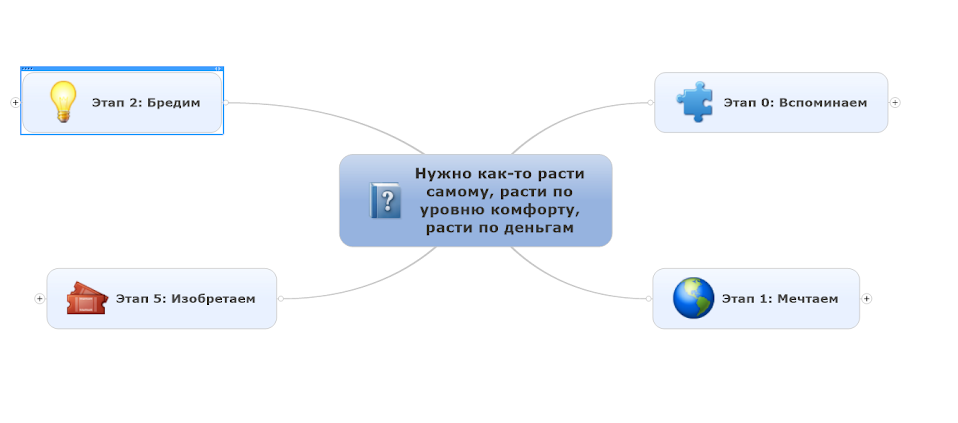 Этап 2: Бредим
Этап 0: Вспоминаем
Нужно как-то расти
самому, расти по
уровню комфорту,
расти по деньгам
?
Этап 5: Изобретаем
Этап 1: Мечтаем